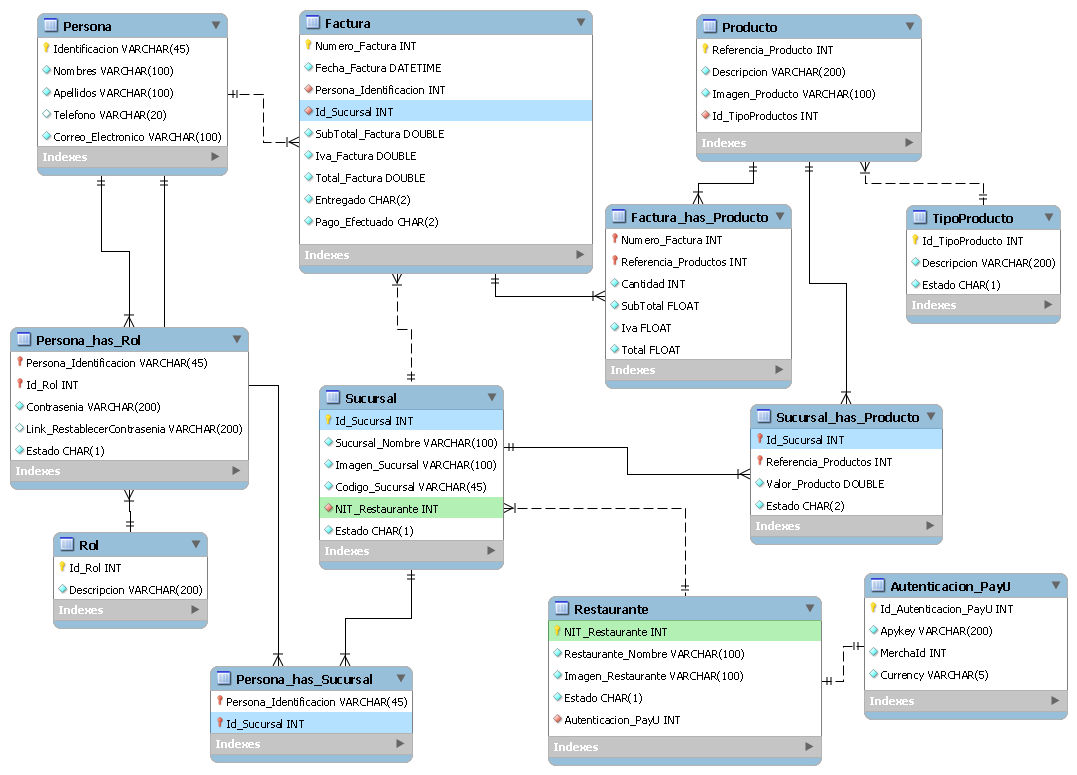 Persona
Identificacion VARCHAR(45)
Nombres VARCHAR(100)
Apellidos VARCHAR(100)
Telefono VARCHAR(20)
Correo_Electronico VARCHAR(100)
Indexes
Factura
Numero_Factura INT
Fecha_Factura DATETIME
Persona_Identificacion INT
Id_Sucursal INT
SubTotal_Factura DOUBLE
Iva_Factura DOUBLE
Total_Factura DOUBLE
Entregado CHAR(2)
Pago_Efectuado CHAR(2)
Indexes
Producto
Referencia_Producto INT
Descripcion VARCHAR(200)
Imagen_Producto VARCHAR(100)
Id_TipoProductos INT
Indexes
Factura_has_Producto
Numero_Factura INT
Referencia_Productos INT
Cantidad INT
SubTotal FLOAT
Iva FLOAT
Total FLOAT
Indexes
TipoProducto
Id_TipoProducto INT
Descripcion VARCHAR(200)
Estado CHAR(1)
Indexes
Persona_has_Rol
Persona_Identificacion VARCHAR(45)
Id_Rol INT
Contrasenia VARCHAR(200)
Link_RestablecerContrasenia VARCHAR(200)
Estado CHAR(1)
Indexes
Sucursal
Id_Sucursal INT
Sucursal_Nombre VARCHAR(100)
Imagen_Sucursal VARCHAR(100)
Codigo_Sucursal VARCHAR(45)
NIT_Restaurante INT
Estado CHAR(1)
Indexes
Sucursal_has_Producto
Id_Sucursal INT
Referencia_Productos INT
Valor_Producto DOUBLE
Estado CHAR(2)
Indexes
Rol
Id_Rol INT
Descripcion VARCHAR(200)
Indexes
Restaurante
NIT_Restaurante INT
Restaurante_Nombre VARCHAR(100)
Imagen_Restaurante VARCHAR(100)
Estado CHAR(1)
Autenticacion_PayU INT
Indexes
Autenticacion_PayU
Id_Autenticacion_PayU INT
Apykey VARCHAR(200)
MerchaId INT
Currency VARCHAR(5)
Indexes
Persona_has_Sucursal
Persona_Identificacion VARCHAR(45)
Id_Sucursal INT
Indexes